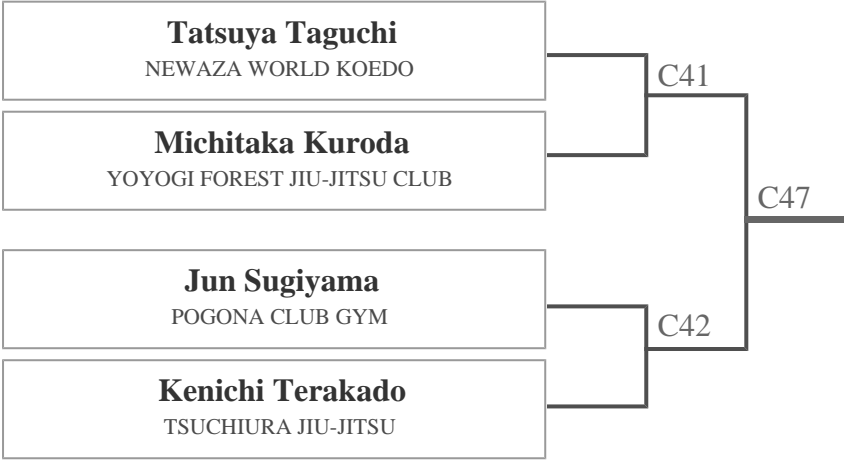 Tatsuya Taguchi
NEWAZA WORLD KOEDO
C41
Michitaka Kuroda
YOYOGI FOREST JIU-JITSU CLUB
C47
Jun Sugiyama
POGONA CLUB GYM
C42
Kenichi Terakado
TSUCHIURA JIU-JITSU